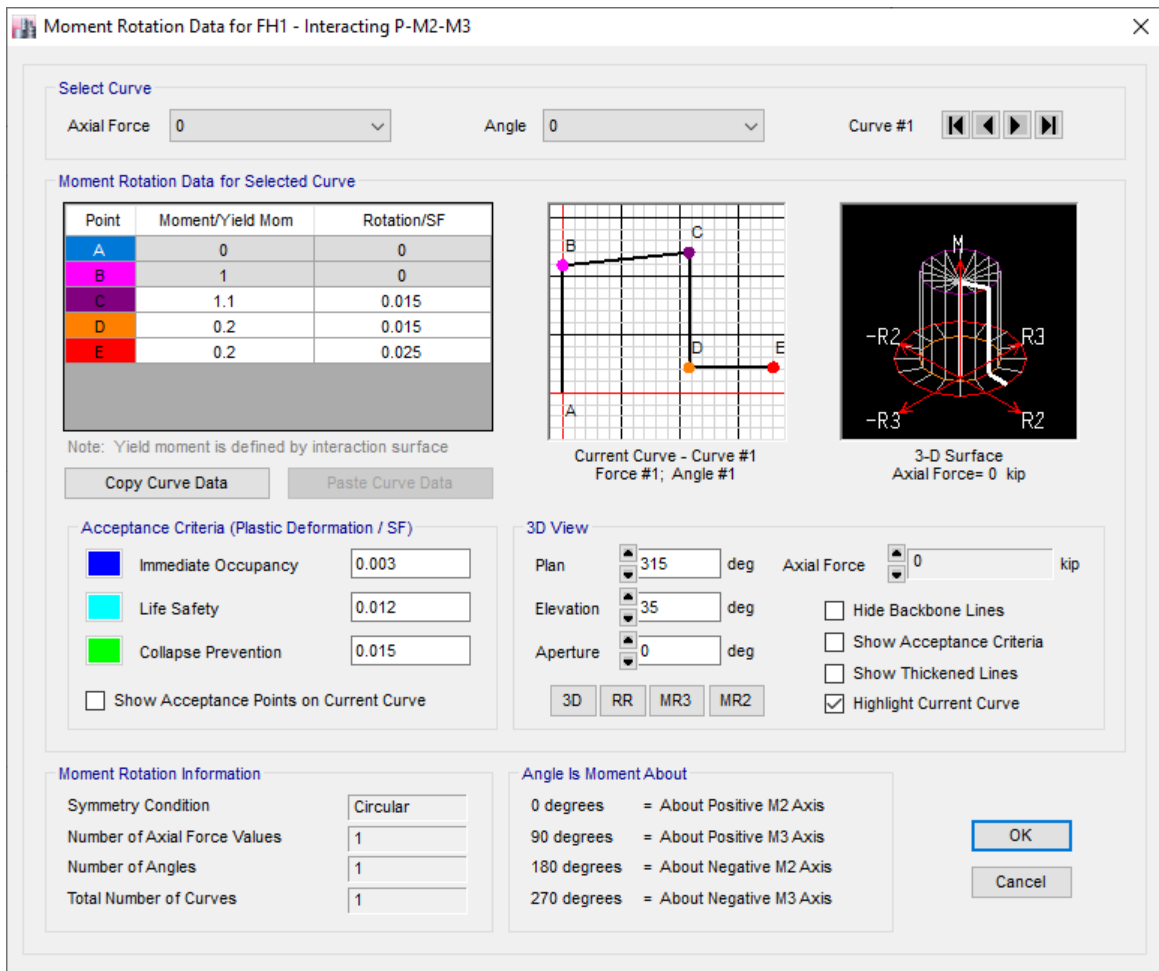 Moment Rotation Data for FH1 - Interacting P-M2-M3
Select Curve
Axial Force 0 Angle 0 Curve #1
Moment Rotation Data for Selected Curve
Point Moment/Yield Mom Rotation/SF
A 0 0
B 1 0
C 1.1 0.015
D 0.2 0.015
E 0.2 0.025
Note: Yield moment is defined by interaction surface
Copy Curve Data Paste Curve Data
B
C
D
E
A
Current Curve - Curve #1
Force #1; Angle #1
M
-R2 R3
-R3 R2
3-D Surface
Axial Force= 0 kip
Acceptance Criteria (Plastic Deformation / SF)
Immediate Occupancy 0.003
Life Safety 0.012
Collapse Prevention 0.015
Show Acceptance Points on Current Curve
3D View
Plan 315 deg Axial Force 0 kip
Elevation 35 deg
Aperture 0 deg
3D RR MR3 MR2
Hide Backbone Lines
Show Acceptance Criteria
Show Thickened Lines
Highlight Current Curve
Moment Rotation Information
Symmetry Condition Circular
Number of Axial Force Values 1
Number of Angles 1
Total Number of Curves 1
Angle Is Moment About
0 degrees = About Positive M2 Axis
90 degrees = About Positive M3 Axis
180 degrees = About Negative M2 Axis
270 degrees = About Negative M3 Axis
OK
Cancel